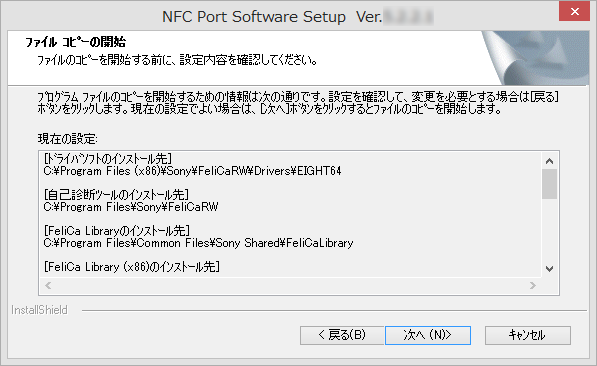 NFC Port Software Setup Ver.
ファイル コピーの開始
ファイルのコピーを開始する前に、設定内容を確認してください。
プログラム ファイルのコピーを開始するための情報は次の通りです。設定を確認して、変更を必要とする場合は[戻る]
ボタンをクリックします。現在の設定でよい場合は、[次へ]ボタンをクリックするとファイルのコピーを開始します。
現在の設定:
[ドライバソフトのインストール先]
C:¥Program Files (x86)¥Sony¥FeliCaRW¥Drivers¥EIGHT64
[自己診断ツールのインストール先]
C:¥Program Files¥Sony¥FeliCaRW
[FeliCa Libraryのインストール先]
C:¥Program Files¥Common Files¥Sony Shared¥FeliCaLibrary
[FeliCa Library (x86)のインストール先]
InstallShield
< 戻る(B)
次へ (N)>
キャンセル